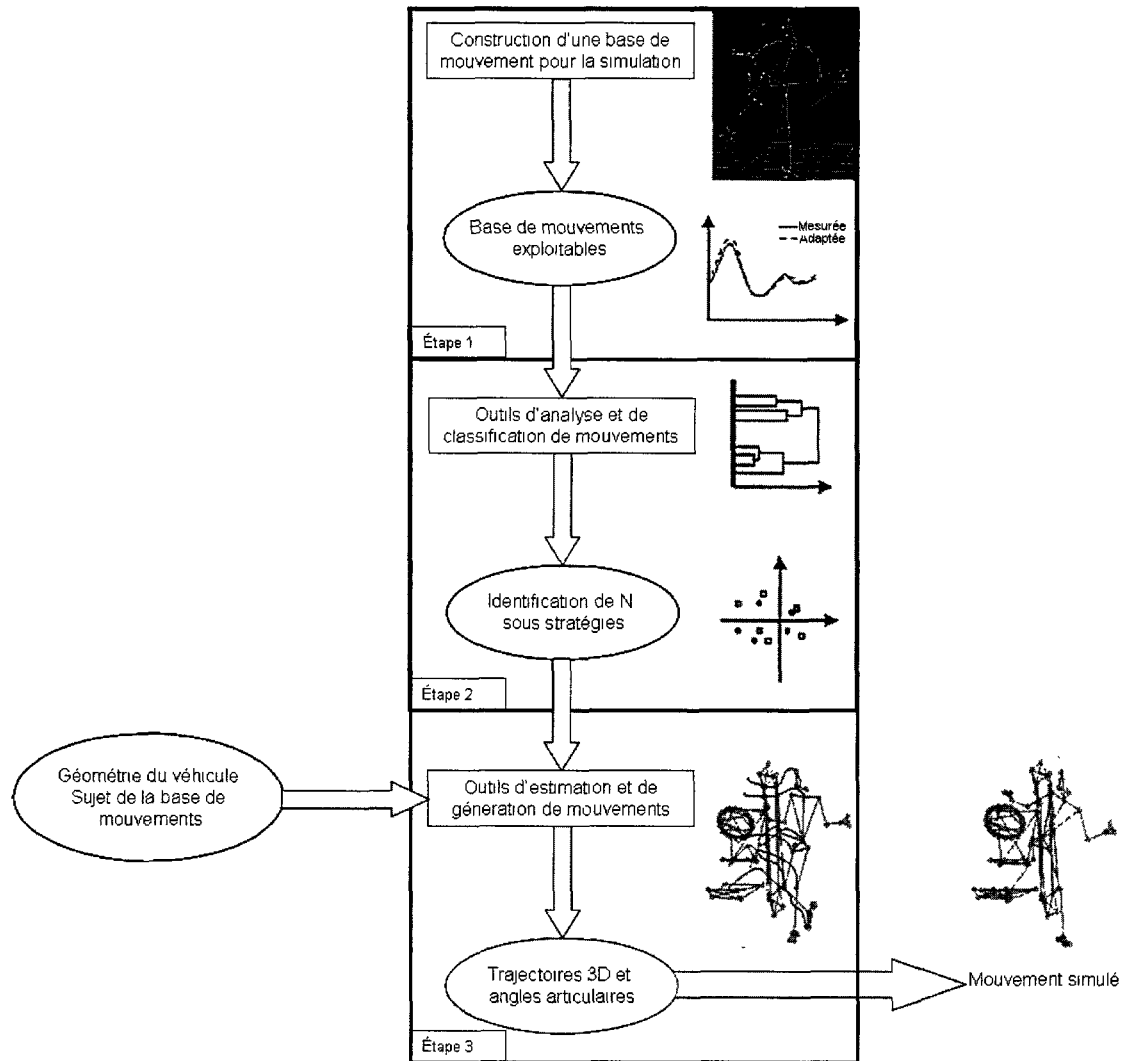 Construction d'une base de
mouvement pour la simulation
Base de mouvements
exploitables
Mesurée
Adaptée
Étape 1
Outils d'analyse et de
classification de mouvements
Identification de N
sous stratégies
Étape 2
Géométrie du véhicule
Sujet de la base de
mouvements
Outils d'estimation et de
génération de mouvements
Trajectoires 3D et
angles articulaires
Mouvement simulé
Étape 3